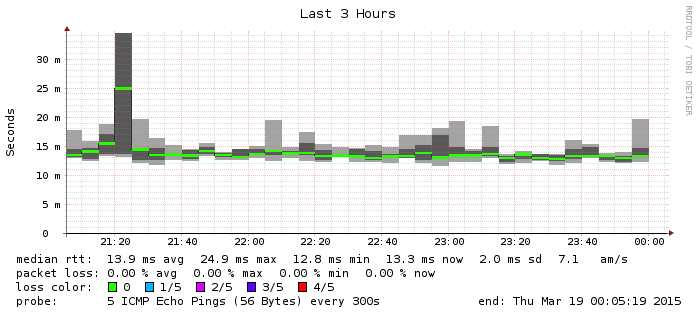 Last 3 Hours
RRDTOOL / TOBI OETIKER
Seconds
30 m
25 m
20 m
15 m
10 m
5 m
0
21:20 21:40 22:00 22:20 22:40 23:00 23:20 23:40 00:00
median rtt: 13.9 ms avg 24.9 ms max 12.8 ms min 13.3 ms now 2.0 ms sd 7.1 am/s
packet loss: 0.00 % avg 0.00 % max 0.00 % min 0.00 % now
loss color: 0 1/5 2/5 3/5 4/5
probe: 5 ICMP Echo Pings (56 Bytes) every 300s end: Thu Mar 19 00:05:19 2015